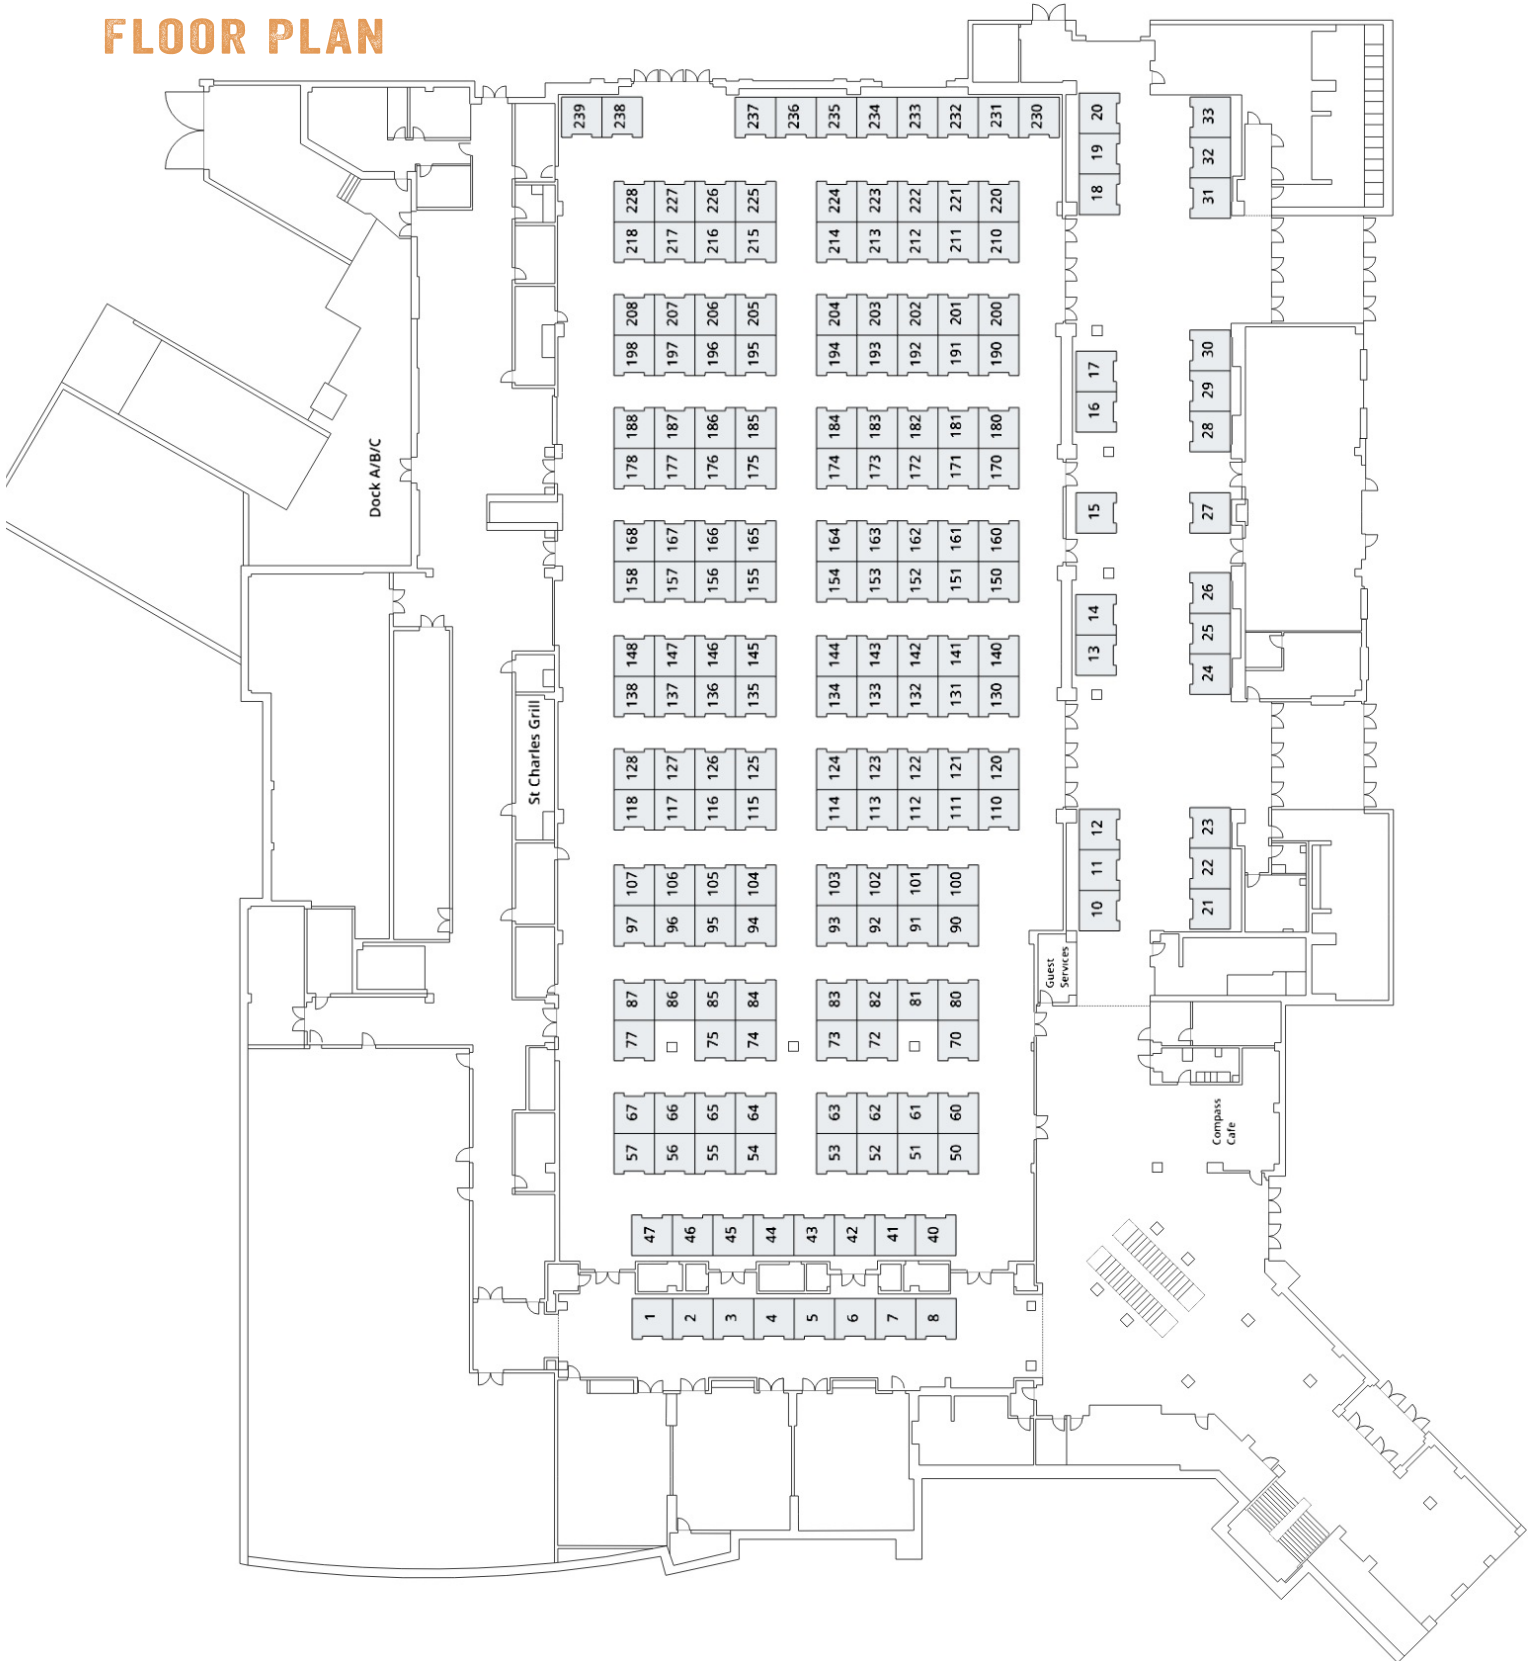 FLOOR PLAN
239 238 237 236 235 234 233 232 231 230
20 19 18
33 32 31
228 227 226 225 224 223 222 221 220
218 217 216 215 214 213 212 211 210
208 207 206 205 204 203 202 201 200
198 197 196 195 194 193 192 191 190
17 16
30 29 28
188 187 186 185 184 183 182 181 180
178 177 176 175 174 173 172 171 170
Dock A/B/C
15
27
168 167 166 165 164 163 162 161 160
158 157 156 155 154 153 152 151 150
14 13
26 25 24
148 147 146 145 144 143 142 141 140
138 137 136 135 134 133 132 131 130
St Charles Grill
128 127 126 125 124 123 122 121 120
118 117 116 115 114 113 112 111 110
12 11 10
23 22 21
107 106 105 104 103 102 101 100
97 96 95 94 93 92 91 90
Guest
Services
87 86 85 84 83 82 81 80
77 75 74 73 72 70
67 66 65 64 63 62 61 60
57 56 55 54 53 52 51 50
Compass
Cafe
47 46 45 44 43 42 41 40
1 2 3 4 5 6 7 8